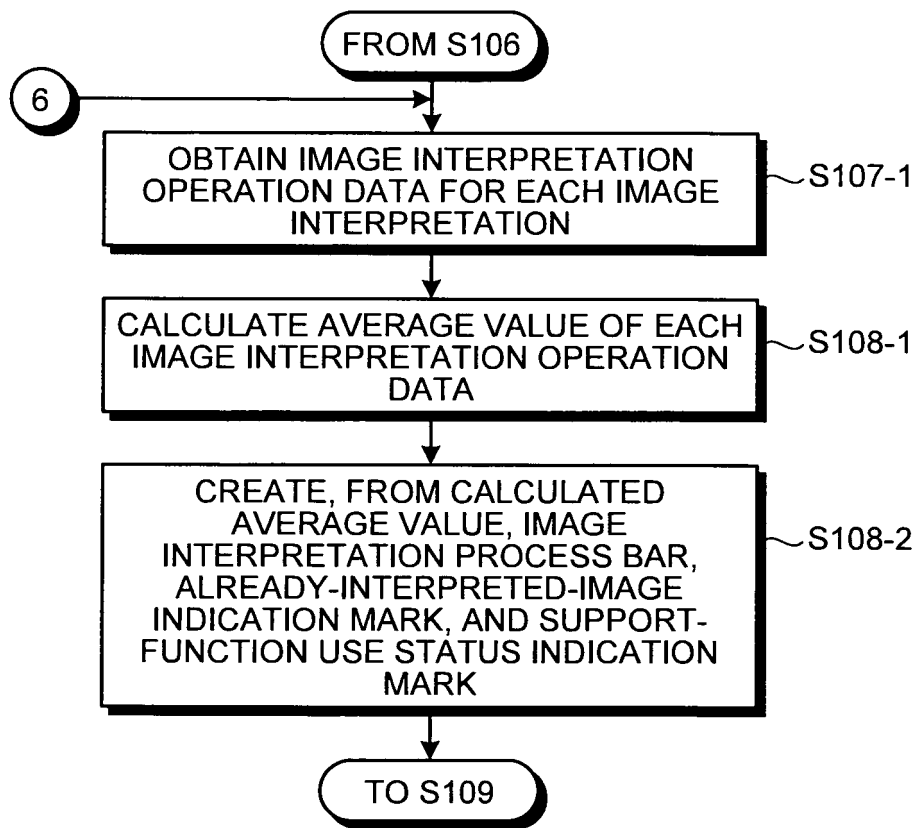 FROM S106
6
OBTAIN IMAGE INTERPRETATION
OPERATION DATA FOR EACH IMAGE
INTERPRETATION
S107-1
CALCULATE AVERAGE VALUE OF EACH
IMAGE INTERPRETATION OPERATION
DATA
S108-1
CREATE, FROM CALCULATED
AVERAGE VALUE, IMAGE
INTERPRETATION PROCESS BAR,
ALREADY-INTERPRETED-IMAGE
INDICATION MARK, AND SUPPORT-
FUNCTION USE STATUS INDICATION
MARK
S108-2
TO S109